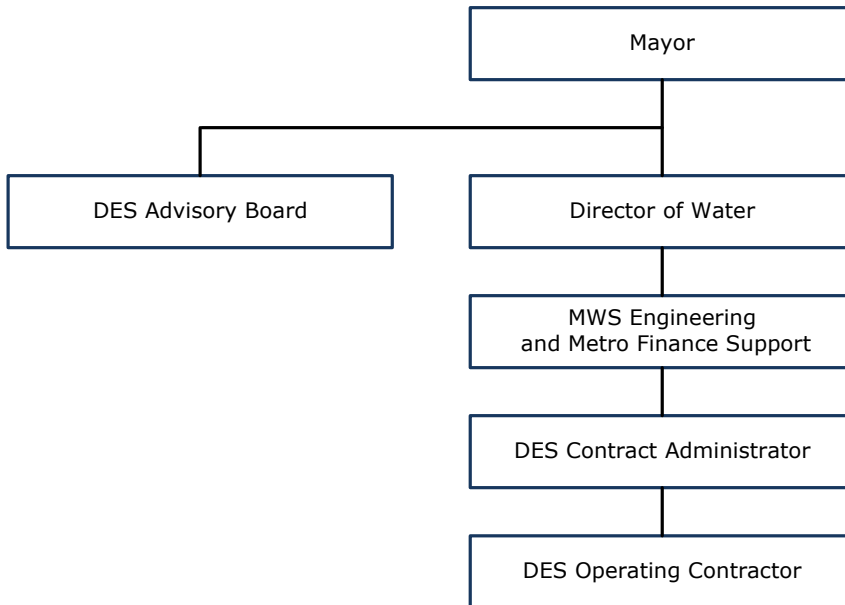 Mayor
DES Advisory Board
Director of Water
MWS Engineering
and Metro Finance Support
DES Contract Administrator
DES Operating Contractor